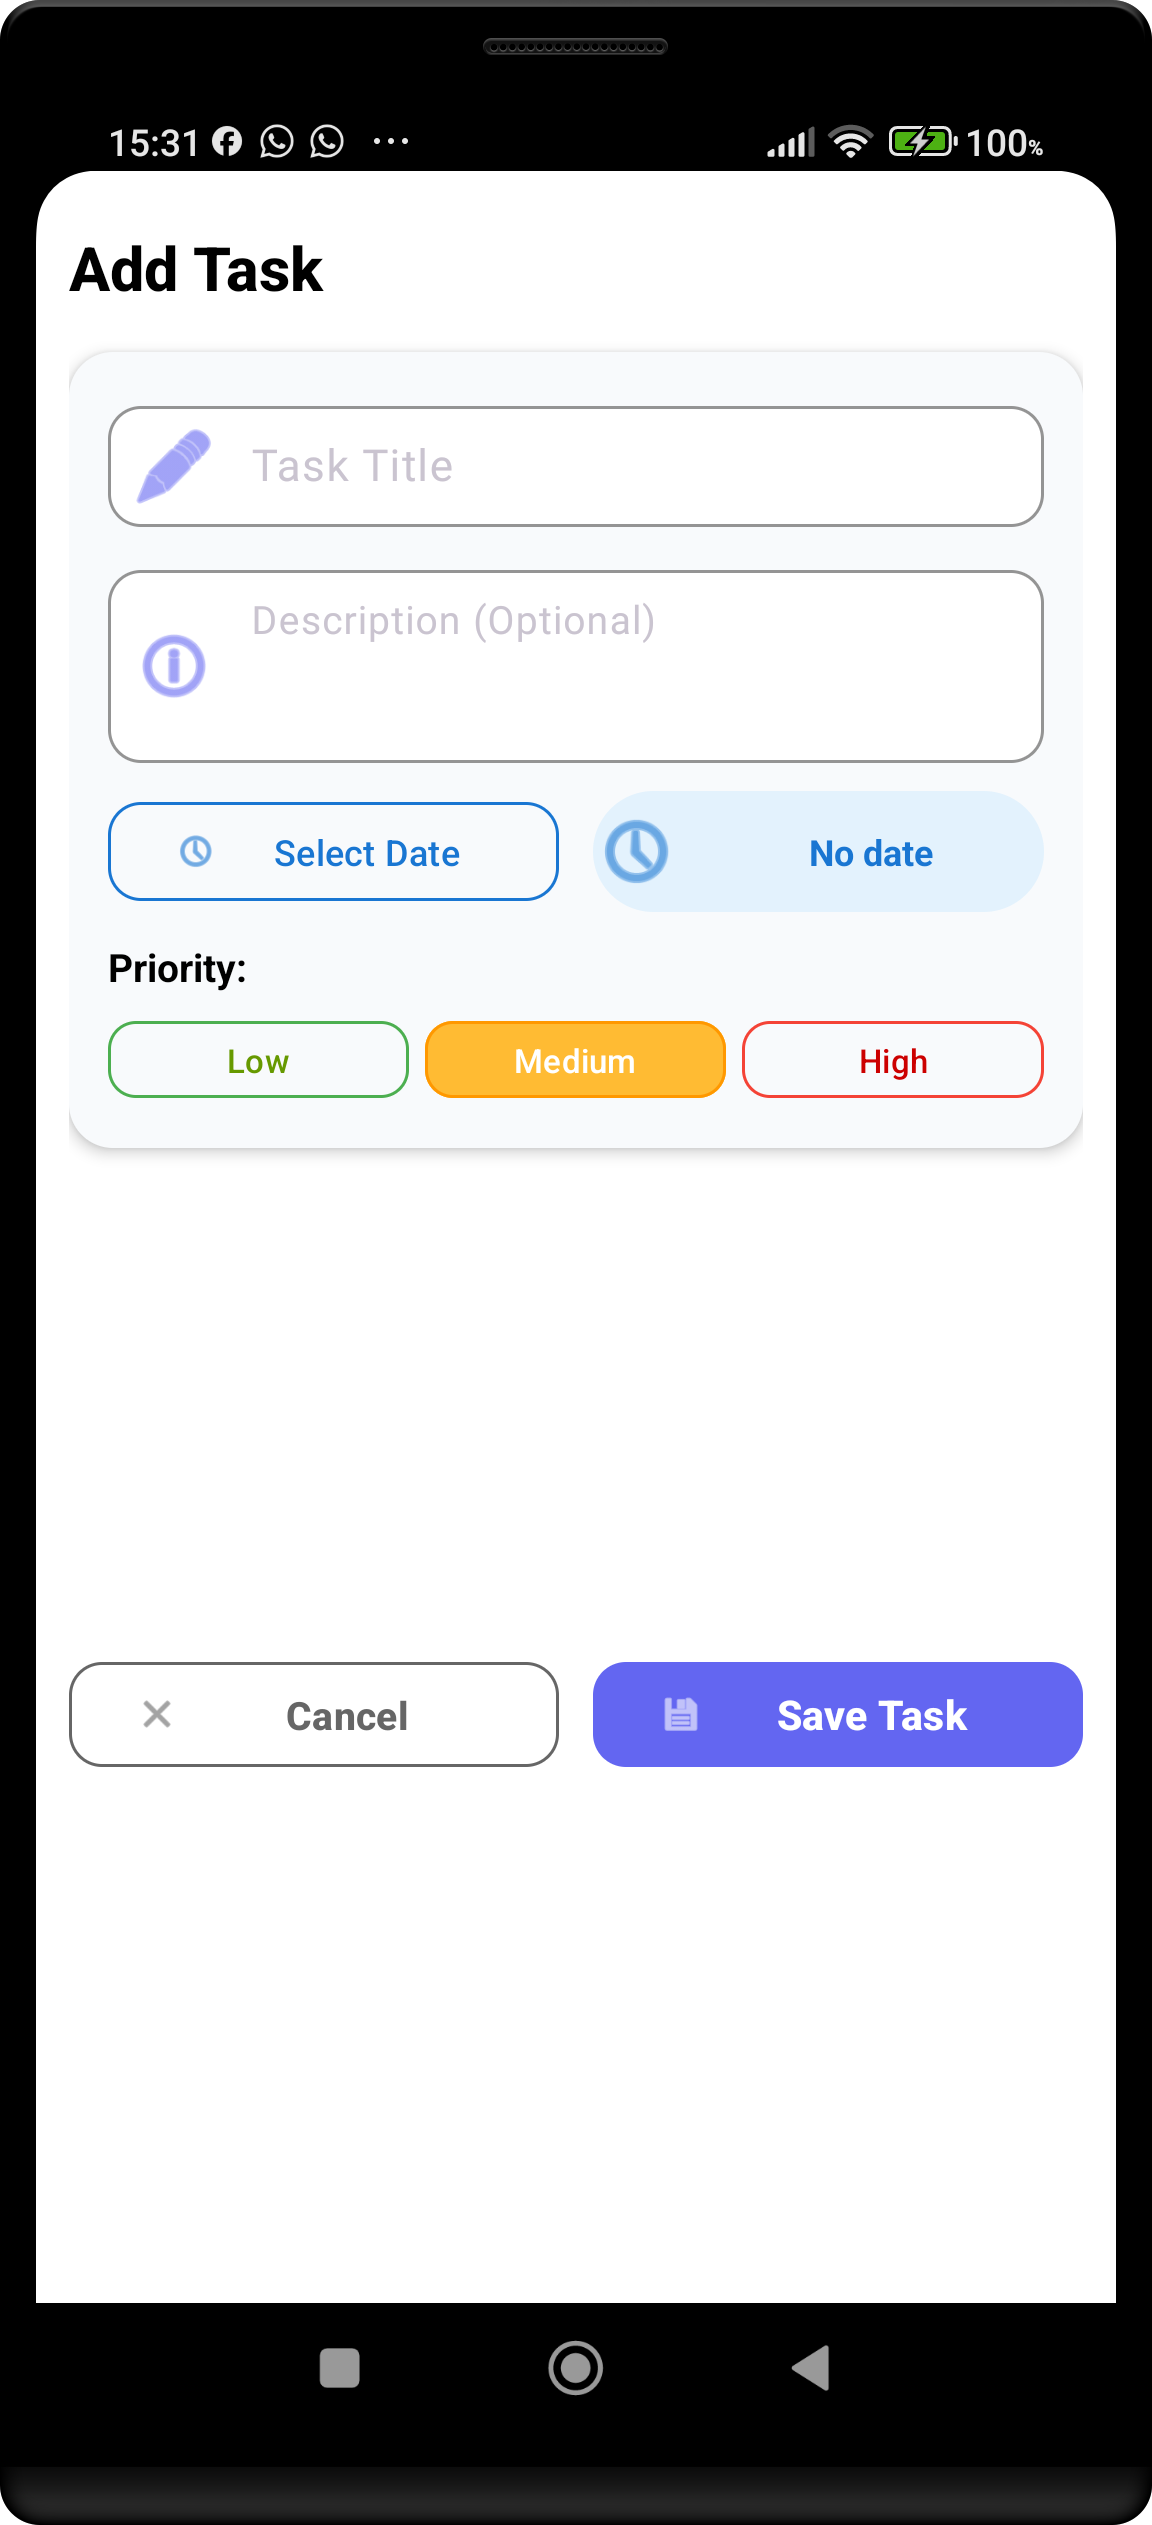 15:31 ... 100%
Add Task
Task Title
Description (Optional)
Select Date No date
Priority:
Low Medium High
Cancel Save Task